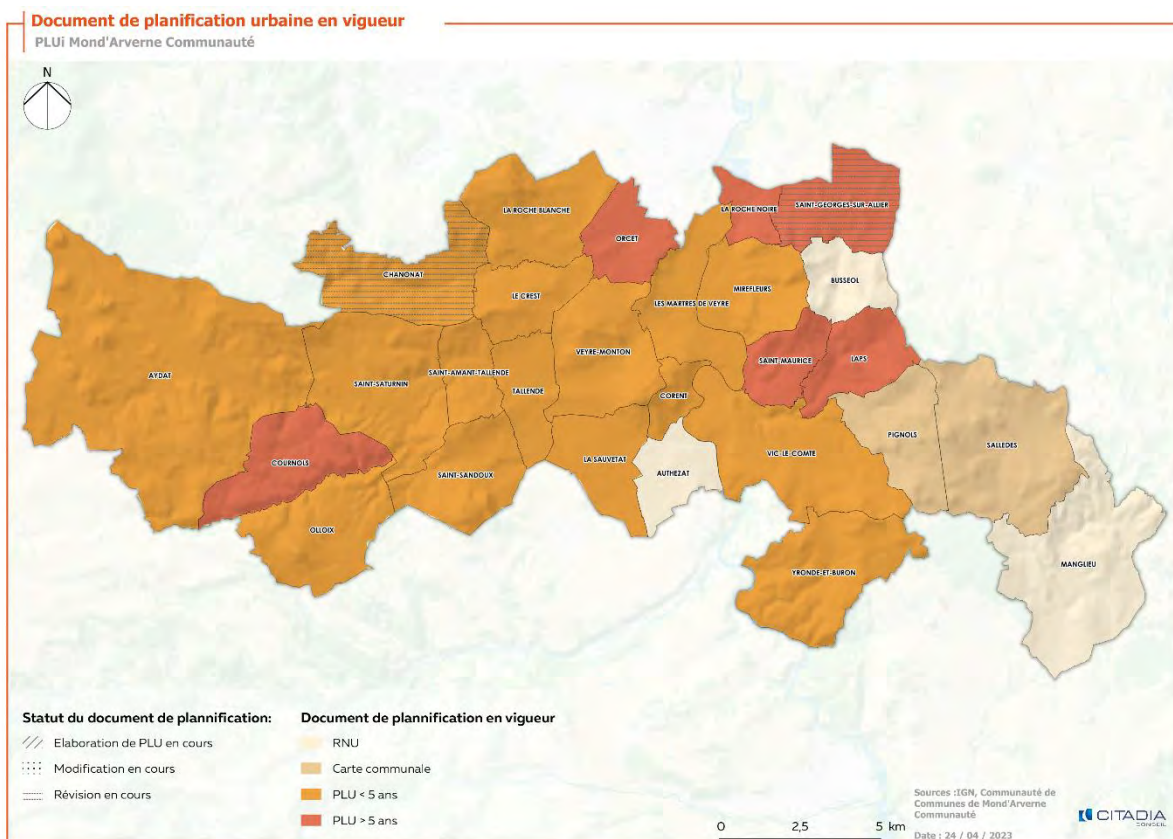 Document de planification urbaine en vigueur
PLUi Mond'Arverne Communauté
N
LA ROCHE BLANCHE
ORCET
LA ROCHE NOIRE
SAINT-GEORGES-SUR-ALLIER
CHANONAT
BUSSEOL
LE CREST
LES MARTRES DE VEYRE
MIREFLEURS
VEYRE-MONTON
SAINT-MAURICE
LAPS
AYDAT
SAINT-SATURNIN
SAINT-AMANT-TALLENDE
TALLENDE
CORENT
PIGNOLS
SALLEDES
COURNOLS
SAINT-SANDOUX
LA SAUVETAT
AUTHEZAT
VIC-LE-COMTE
OLLOIX
YRONDE-ET-BURON
MANGLIEU
Statut du document de plannification:
Elaboration de PLU en cours
Modification en cours
Révision en cours
Document de plannification en vigueur
RNU
Carte communale
PLU < 5 ans
PLU > 5 ans
0 2,5 5 km
Sources :IGN, Communauté de
Communes de Mond'Arverne
Communauté
Date : 24 / 04 / 2023
CITADIA
CONSEIL